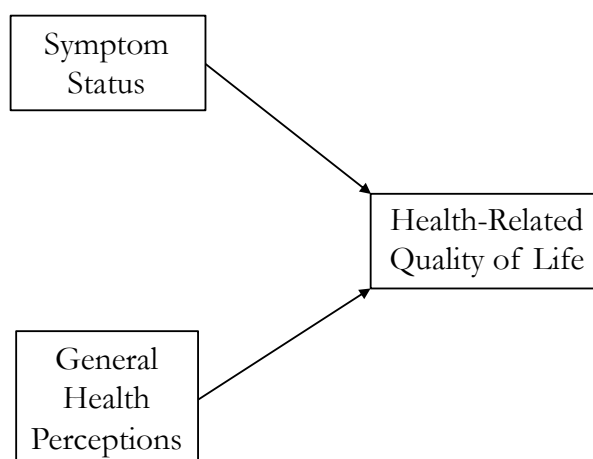 Symptom
Status
Health-Related
Quality of Life
General
Health
Perceptions